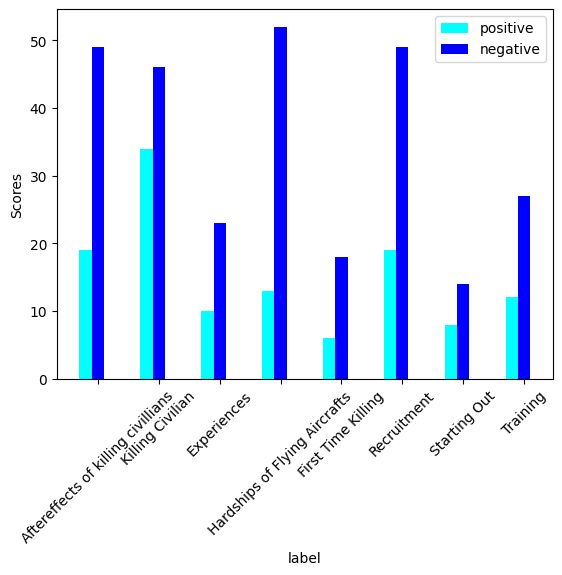 positive
negative
50
40
30
20
10
0
Scores
Aftereffects of killing civillians
Killing Civilian
Experiences
Hardships of Flying Aircrafts
First Time Killing
Recruitment
Starting Out
Training
label